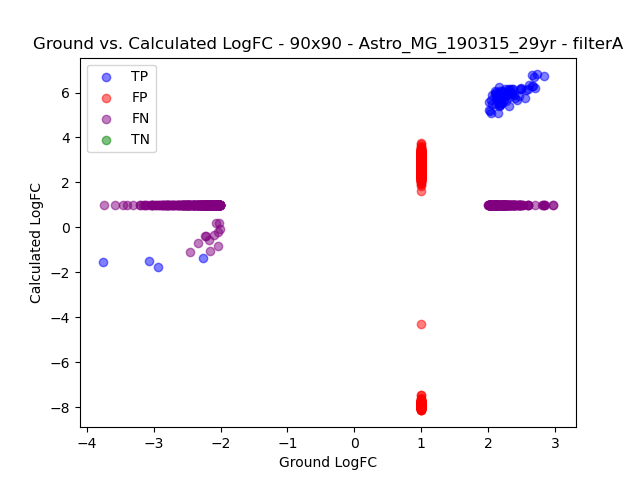 Ground vs. Calculated LogFC - 90x90 - Astro_MG_190315_29yr - filterA
TP
FP
FN
TN
6
4
2
0
−2
−4
−6
−8
Calculated LogFC
−4 −3 −2 −1 0 1 2 3
Ground LogFC